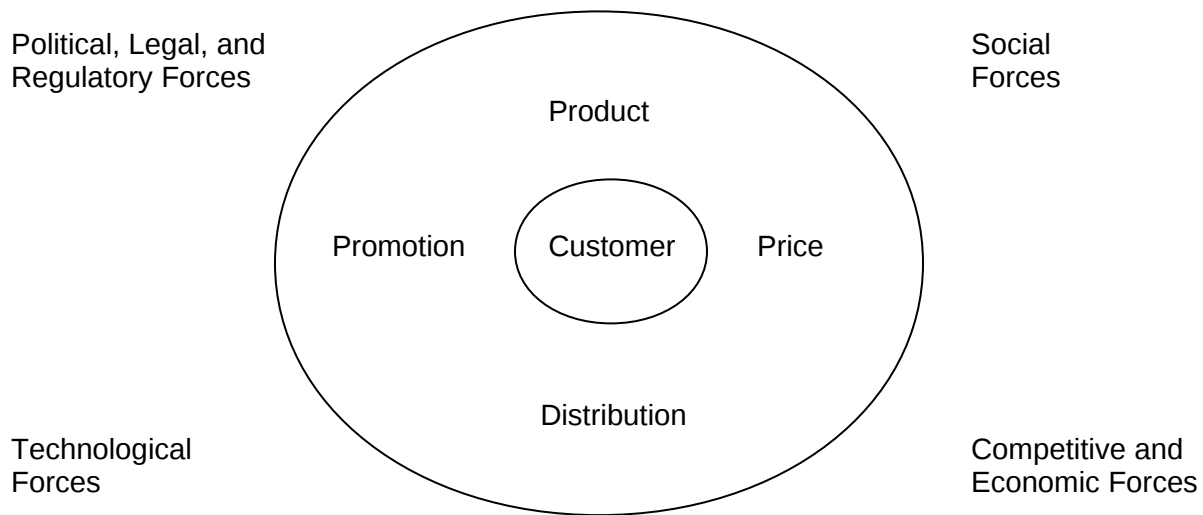 Political, Legal, and
Regulatory Forces
Social
Forces
Product
Promotion
Customer
Price
Distribution
Technological
Forces
Competitive and
Economic Forces